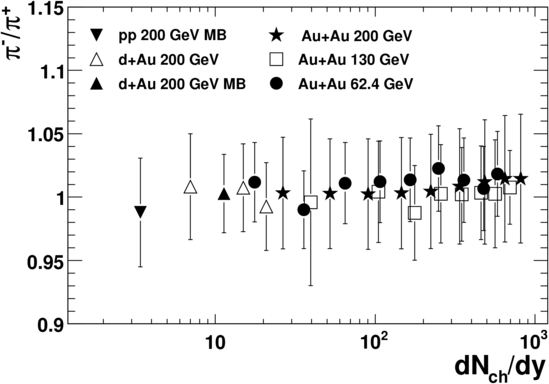 1.15
π⁻/π⁺
▼ pp 200 GeV MB ★ Au+Au 200 GeV
△ d+Au 200 GeV □ Au+Au 130 GeV
▲ d+Au 200 GeV MB ● Au+Au 62.4 GeV
1.1
1.05
1
0.95
0.9
10 10² 10³
dN_ch/dy